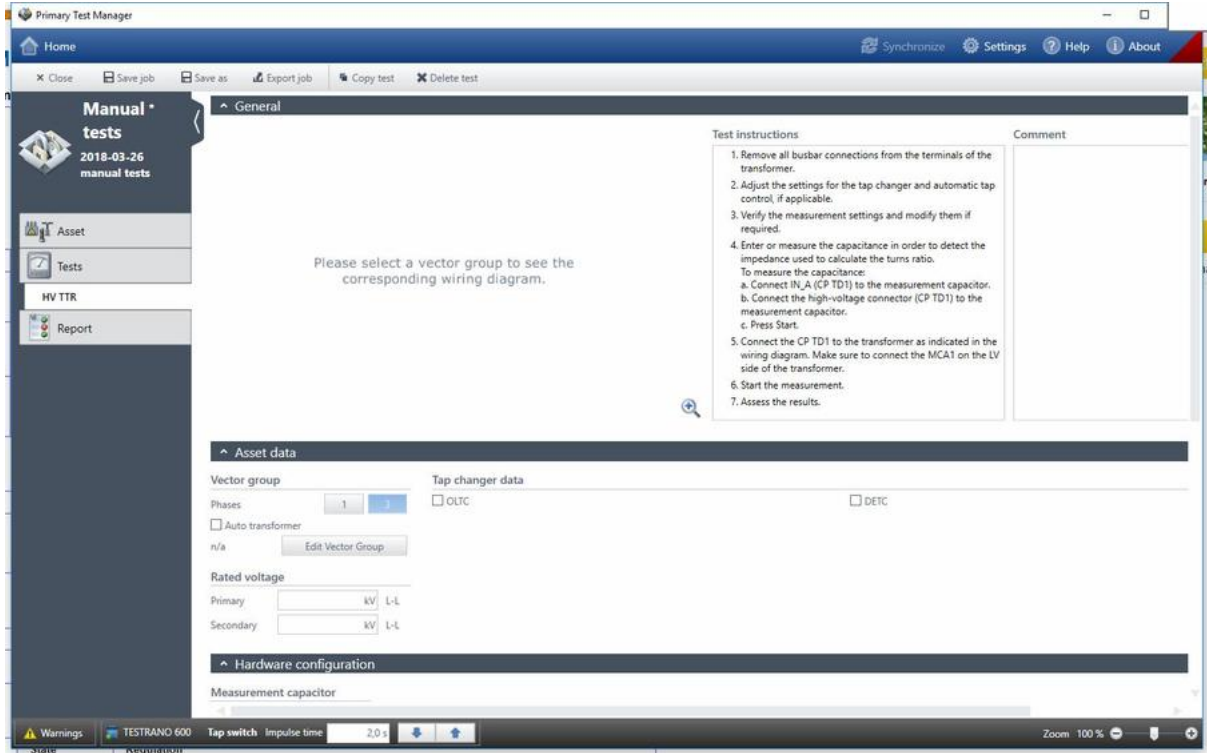 Primary Test Manager
Home
Synchronize
Settings
Help
About
Close
Save job
Save as
Export job
Copy test
Delete test
Manual *
tests
2018-03-26
manual tests
Asset
Tests
HV TTR
Report
General
Please select a vector group to see the
corresponding wiring diagram.
Test instructions
1. Remove all busbar connections from the terminals of the
transformer.
2. Adjust the settings for the tap changer and automatic tap
control, if applicable.
3. Verify the measurement settings and modify them if
required.
4. Enter or measure the capacitance in order to detect the
impedance used to calculate the turns ratio.
To measure the capacitance:
a. Connect IN_A (CP TD1) to the measurement capacitor.
b. Connect the high-voltage connector (CP TD1) to the
measurement capacitor.
c. Press Start.
5. Connect the CP TD1 to the transformer as indicated in the
wiring diagram. Make sure to connect the MCA1 on the LV
side of the transformer.
6. Start the measurement.
7. Assess the results.
Comment
Asset data
Vector group
Phases
1
3
Auto transformer
n/a
Edit Vector Group
Tap changer data
OLTC
DETC
Rated voltage
Primary
kV L-L
Secondary
kV L-L
Hardware configuration
Measurement capacitor
Warnings
TESTRANO 600
Tap switch
Impulse time
2,0 s
Zoom 100 %
State
Regulation